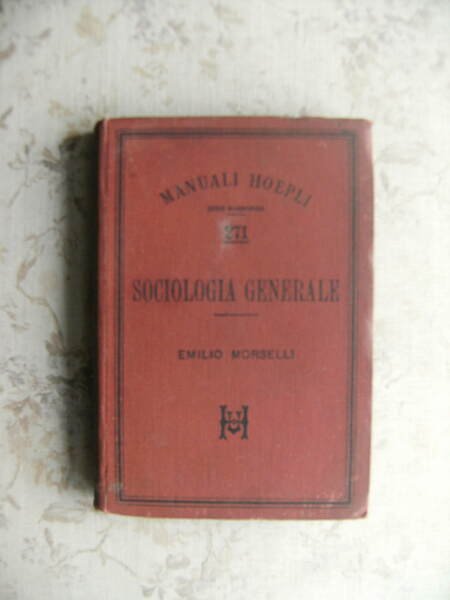 MANUALI HOEPLI
271
SOCIOLOGIA GENERALE
EMILIO MORSELLI